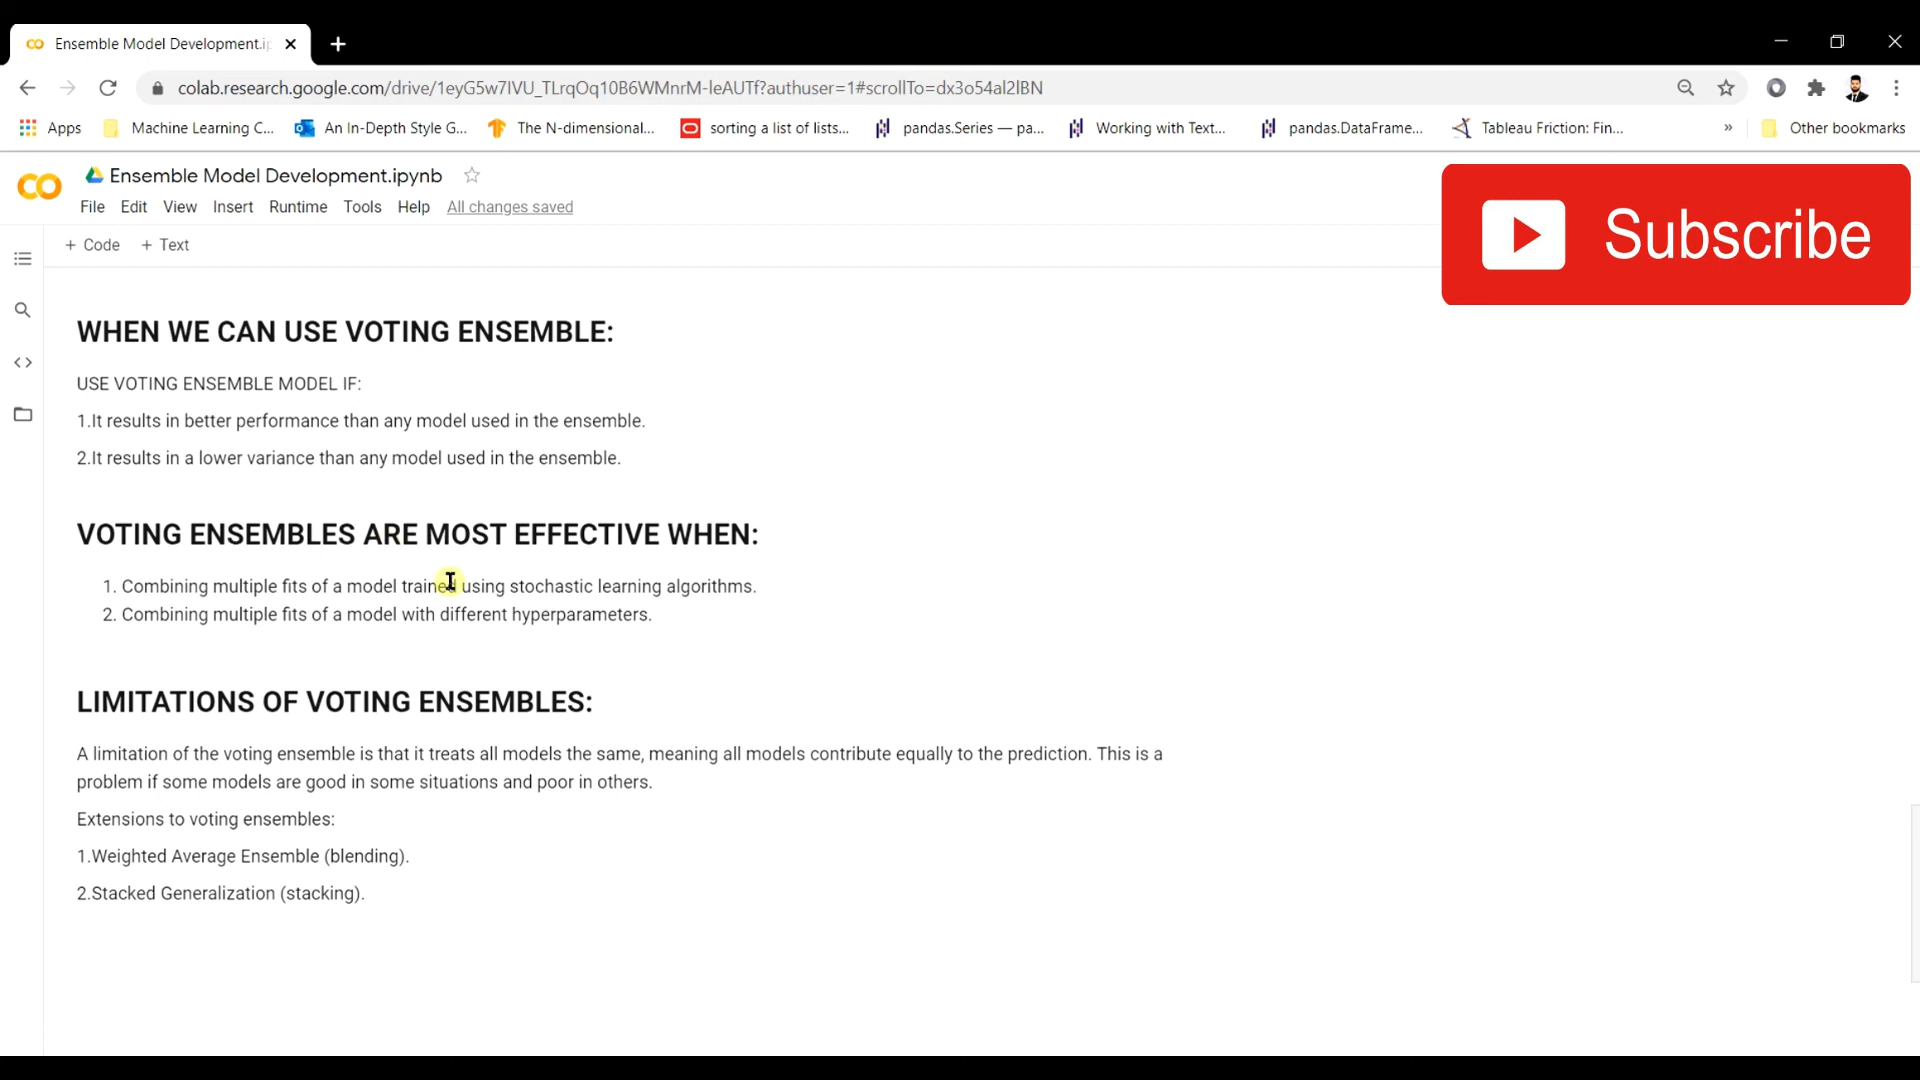 Ensemble Model Development.ip
colab.research.google.com/drive/1eyG5w7IVU_TLrqOq10B6WMnrM-leAUTf?authuser=1#scrollTo=dx3o54al2lBN
Apps Machine Learning C... An In-Depth Style G... The N-dimensional... sorting a list of lists... pandas.Series — pa... Working with Text... pandas.DataFrame... Tableau Friction: Fin... » Other bookmarks
Ensemble Model Development.ipynb
File Edit View Insert Runtime Tools Help All changes saved
Subscribe
+ Code + Text
WHEN WE CAN USE VOTING ENSEMBLE:
USE VOTING ENSEMBLE MODEL IF:
1.It results in better performance than any model used in the ensemble.
2.It results in a lower variance than any model used in the ensemble.
VOTING ENSEMBLES ARE MOST EFFECTIVE WHEN:
1. Combining multiple fits of a model trained using stochastic learning algorithms.
2. Combining multiple fits of a model with different hyperparameters.
LIMITATIONS OF VOTING ENSEMBLES:
A limitation of the voting ensemble is that it treats all models the same, meaning all models contribute equally to the prediction. This is a
problem if some models are good in some situations and poor in others.
Extensions to voting ensembles:
1.Weighted Average Ensemble (blending).
2.Stacked Generalization (stacking).